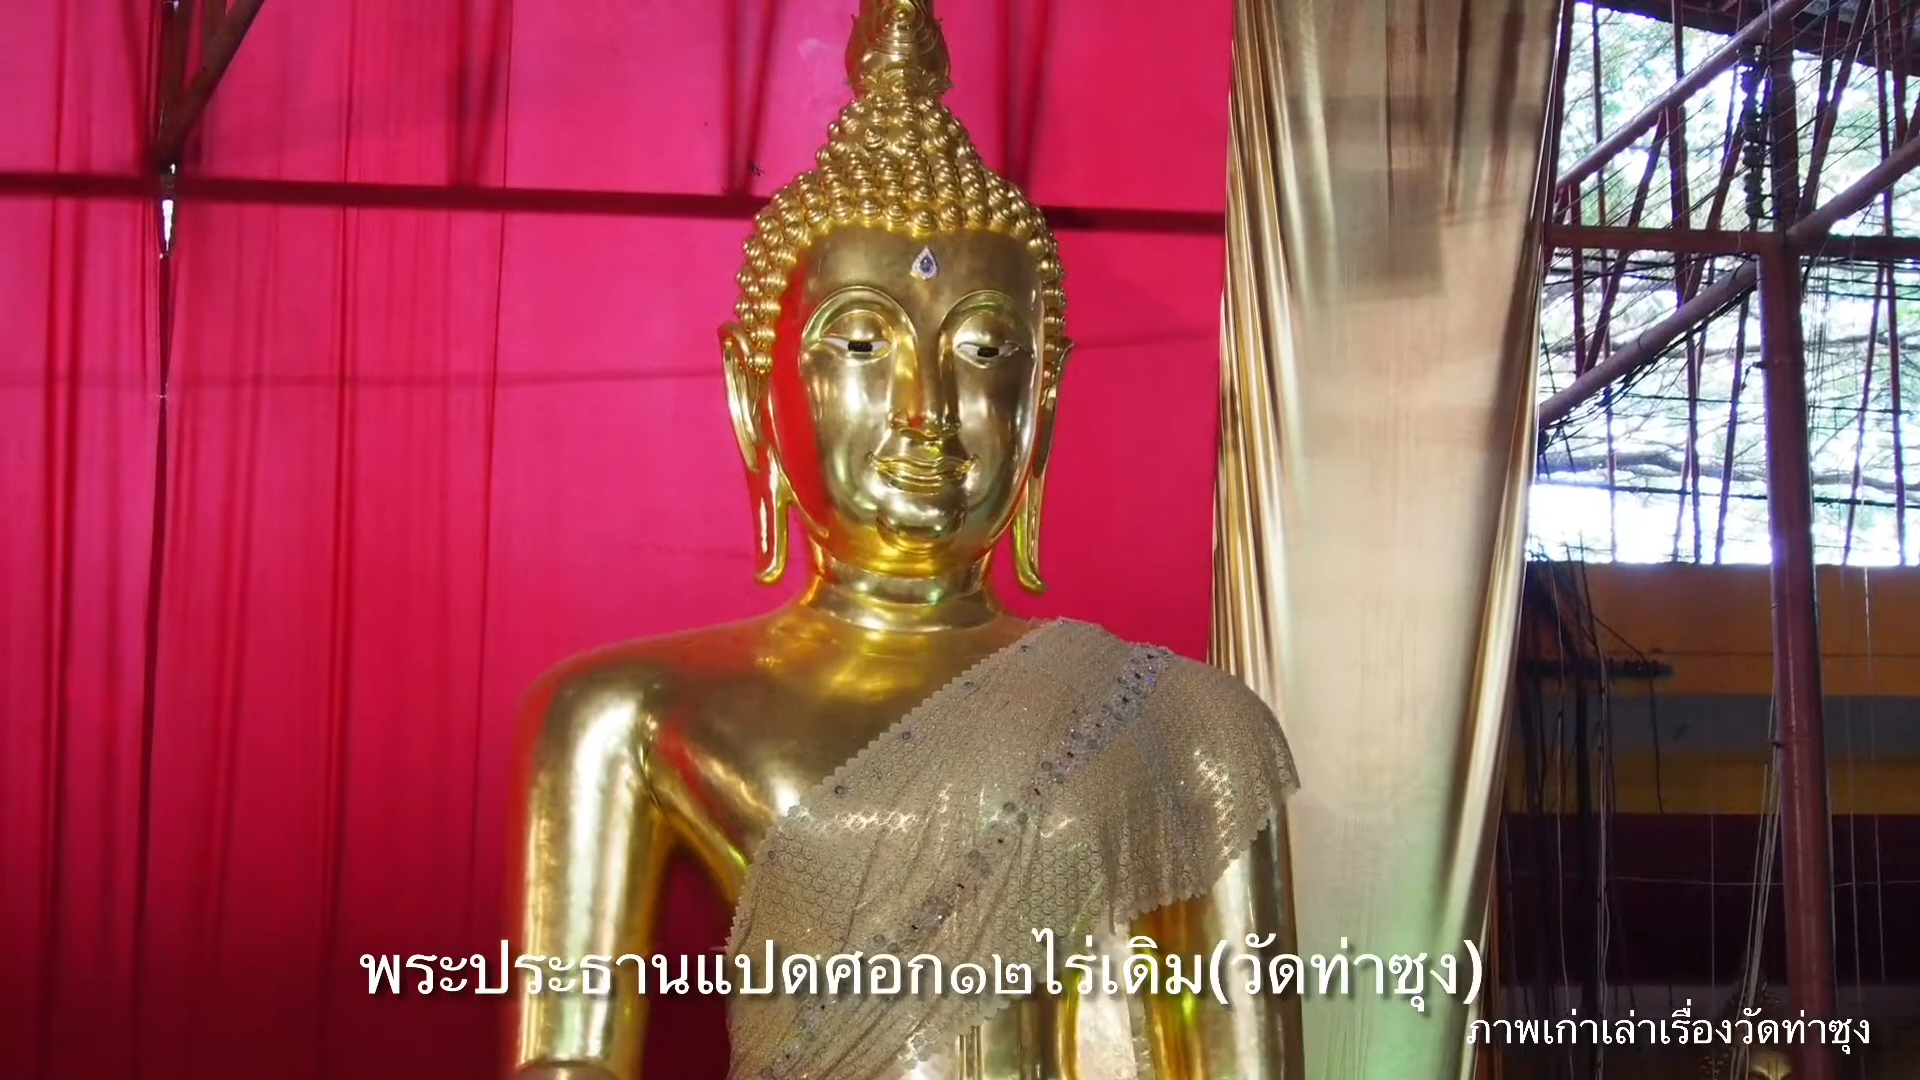 พระประธานแปดศอก๑๒ไร่เดิม(วัดท่าซุง)
ภาพเก่าเล่าเรื่องวัดท่าซุง